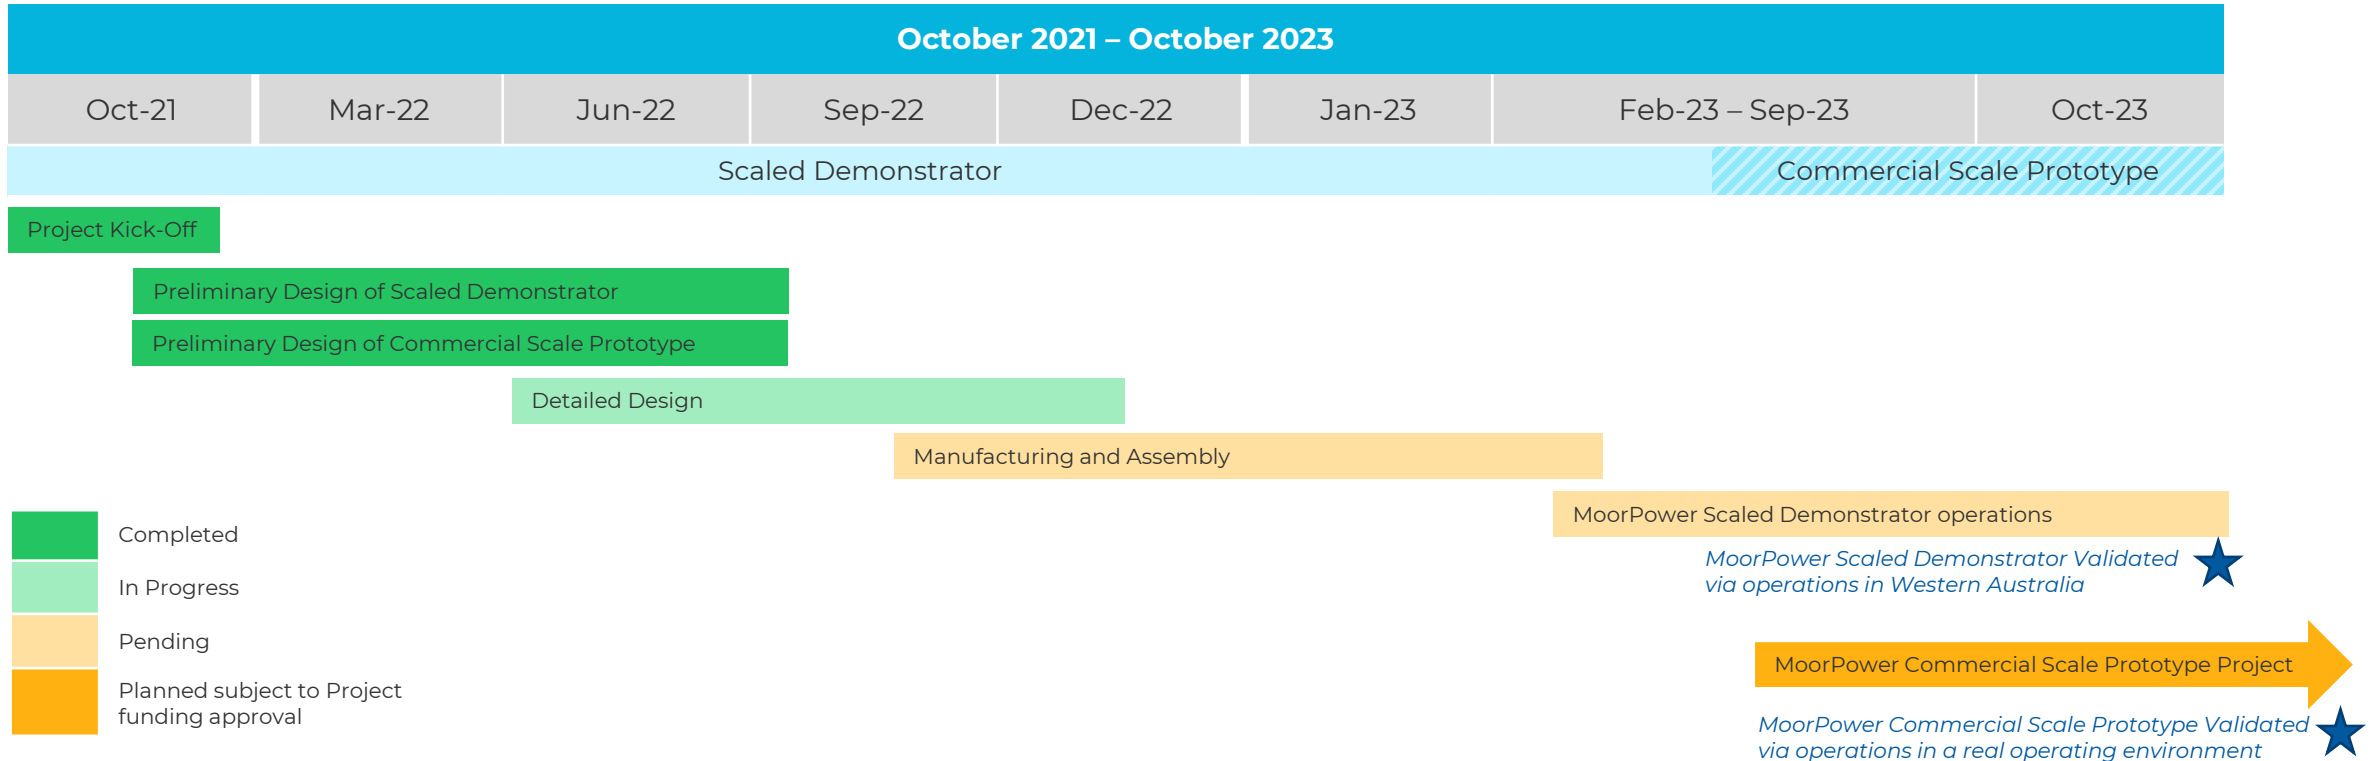 October 2021 – October 2023
Oct-21
Mar-22
Jun-22
Sep-22
Dec-22
Jan-23
Feb-23 – Sep-23
Oct-23
Scaled Demonstrator
Commercial Scale Prototype
Project Kick-Off
Preliminary Design of Scaled Demonstrator
Preliminary Design of Commercial Scale Prototype
Detailed Design
Manufacturing and Assembly
MoorPower Scaled Demonstrator operations
MoorPower Scaled Demonstrator Validated
via operations in Western Australia
MoorPower Commercial Scale Prototype Project
MoorPower Commercial Scale Prototype Validated
via operations in a real operating environment
Completed
In Progress
Pending
Planned subject to Project
funding approval